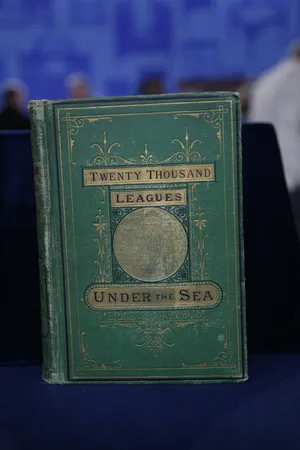 TWENTY THOUSAND
LEAGUES
UNDER THE SEA